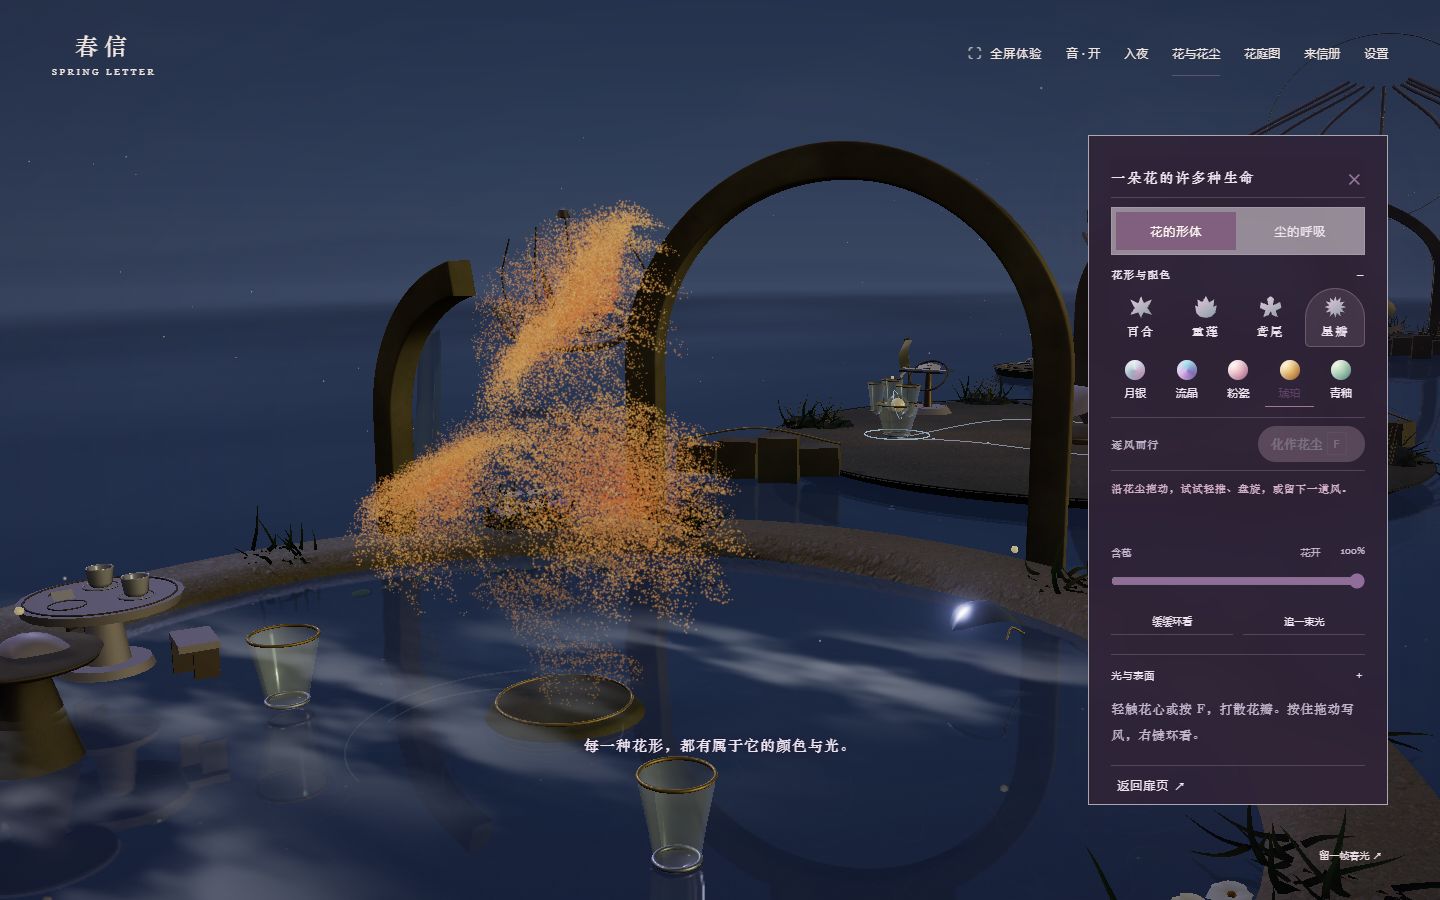 春信
SPRING LETTER
全屏体验 音·开 入夜 花与花尘 花庭图 来信册 设置
一朵花的许多种生命
花的形体 尘的呼吸
花形与配色
百合 重莲 鸢尾 星瓣
月银 流晶 粉瓷 琥珀 青釉
逐风而行 化作花尘 F
沿花尘拖动，试试轻推、盘旋，或留下一道风。
含苞 花开 100%
缓缓环看 追一束光
光与表面 +
轻触花心或按 F，打散花瓣。按住拖动写
风，右键环看。
返回扉页 ↗
每一种花形，都有属于它的颜色与光。
留一帧春光 ↗